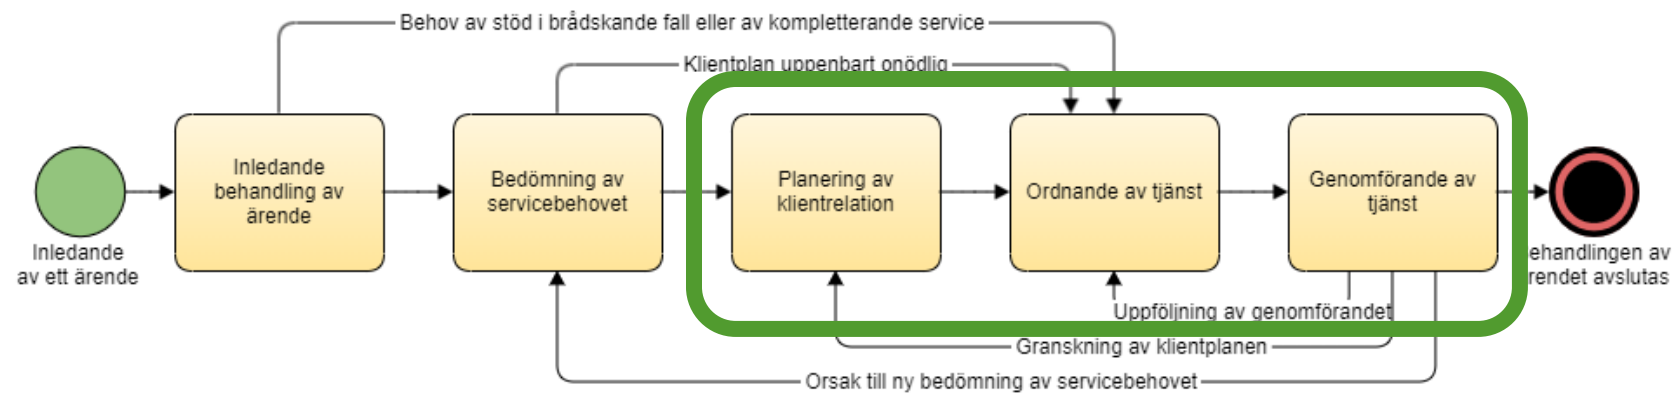 Behov av stöd i brådskande fall eller av kompletterande service
Klientplan uppenbart onödlig
Inledande
behandling av
ärende
Bedömning av
servicebehovet
Planering av
klientrelation
Ordnande av tjänst
Genomförande av
tjänst
Inledande
av ett ärende
ehandlingen av
rendet avslutas
Uppföljning av genomförandet
Granskning av klientplanen
Orsak till ny bedömning av servicebehovet